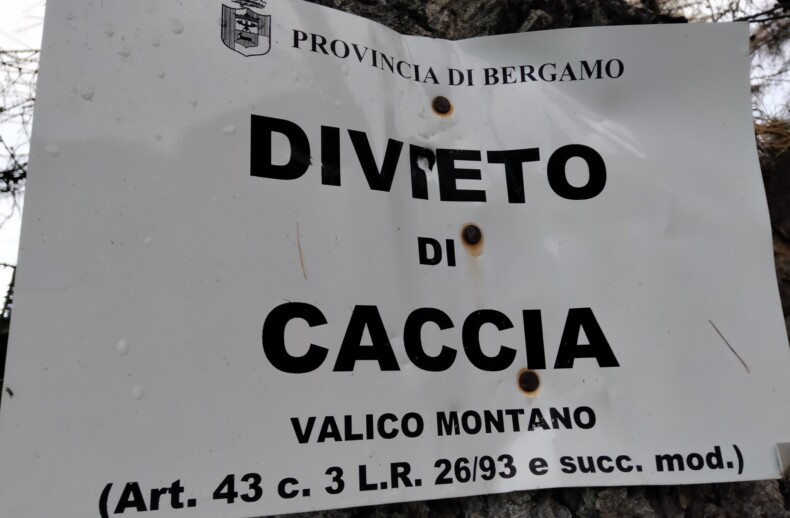 PROVINCIA DI BERGAMO
DIVIETO
DI
CACCIA
VALICO MONTANO
(Art. 43 c. 3 L.R. 26/93 e succ. mod.)